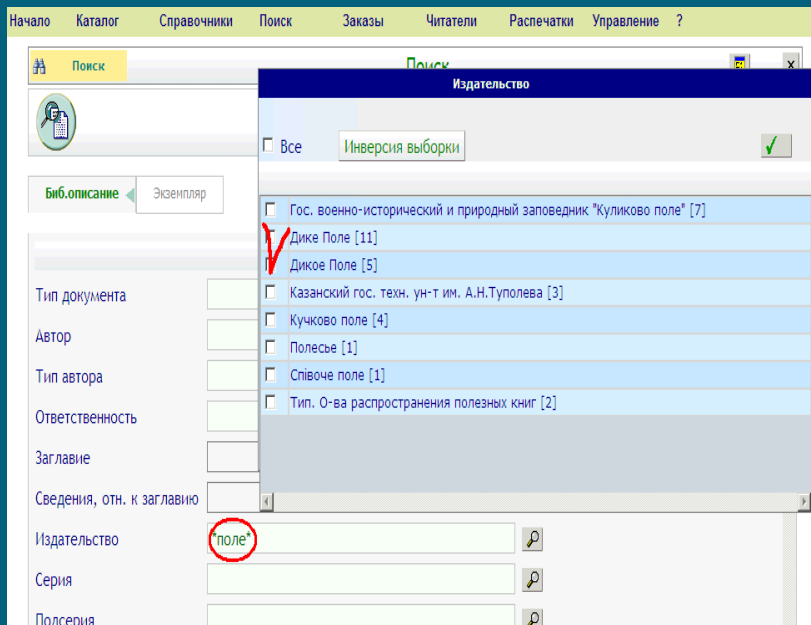 Начало Каталог Справочники Поиск Заказы Читатели Распечатки Управление ?
Поиск
Поиск
x
Издательство
Все
Инверсия выборки
Биб.описание
Экземпляр
Гос. военно-исторический и природный заповедник "Куликово поле" [7]
Дике Поле [11]
Дикое Поле [5]
Казанский гос. техн. ун-т им. А.Н.Туполева [3]
Кучково поле [4]
Полесье [1]
Співоче поле [1]
Тип. О-ва распространения полезных книг [2]
Тип документа
Автор
Тип автора
Ответственность
Заглавие
Сведения, отн. к заглавию
Издательство
*поле*
Серия
Подсерия